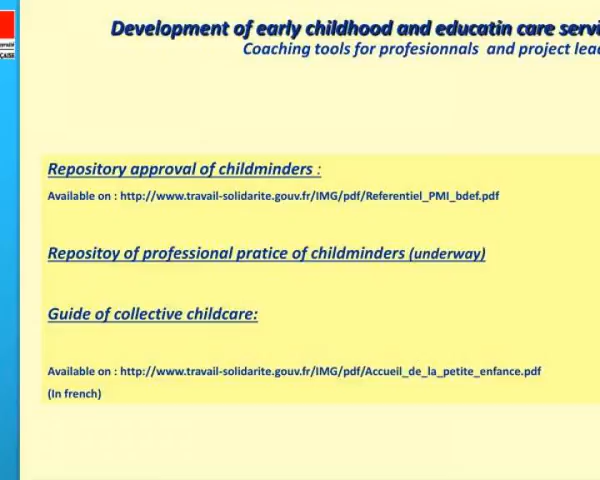 Development of early childhood and educatin care servi
Coaching tools for profesionnals and project lea
ÇAISE
Repository approval of childminders :
Available on : http://www.travail-solidarite.gouv.fr/IMG/pdf/Referentiel_PMI_bdef.pdf
Repositoy of professional pratice of childminders (underway)
Guide of collective childcare:
Available on : http://www.travail-solidarite.gouv.fr/IMG/pdf/Accueil_de_la_petite_enfance.pdf
(In french)